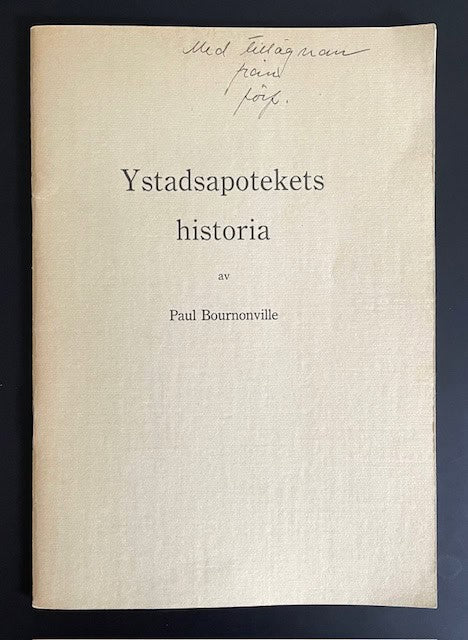 Med tillägnan
från
förf.
Ystadsapotekets
historia
av
Paul Bournonville